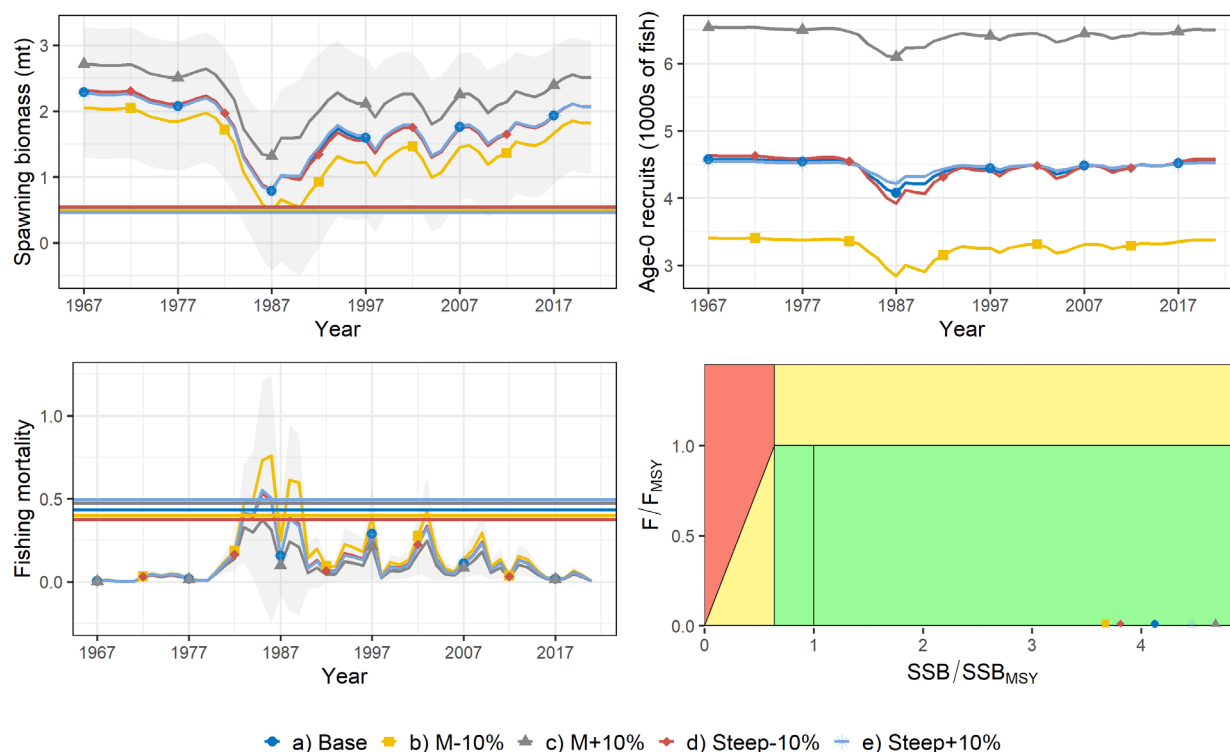 Spawning biomass (mt)
3
2
1
0
1967 1977 1987 1997 2007 2017
Year
Age-0 recruits (1000s of fish)
6
5
4
3
1967 1977 1987 1997 2007 2017
Year
Fishing mortality
1.0
0.5
0.0
1967 1977 1987 1997 2007 2017
Year
F/FMSY
1.0
0.5
0.0
0 1 2 3 4
SSB/SSBMSY
a) Base b) M-10% c) M+10% d) Steep-10% e) Steep+10%